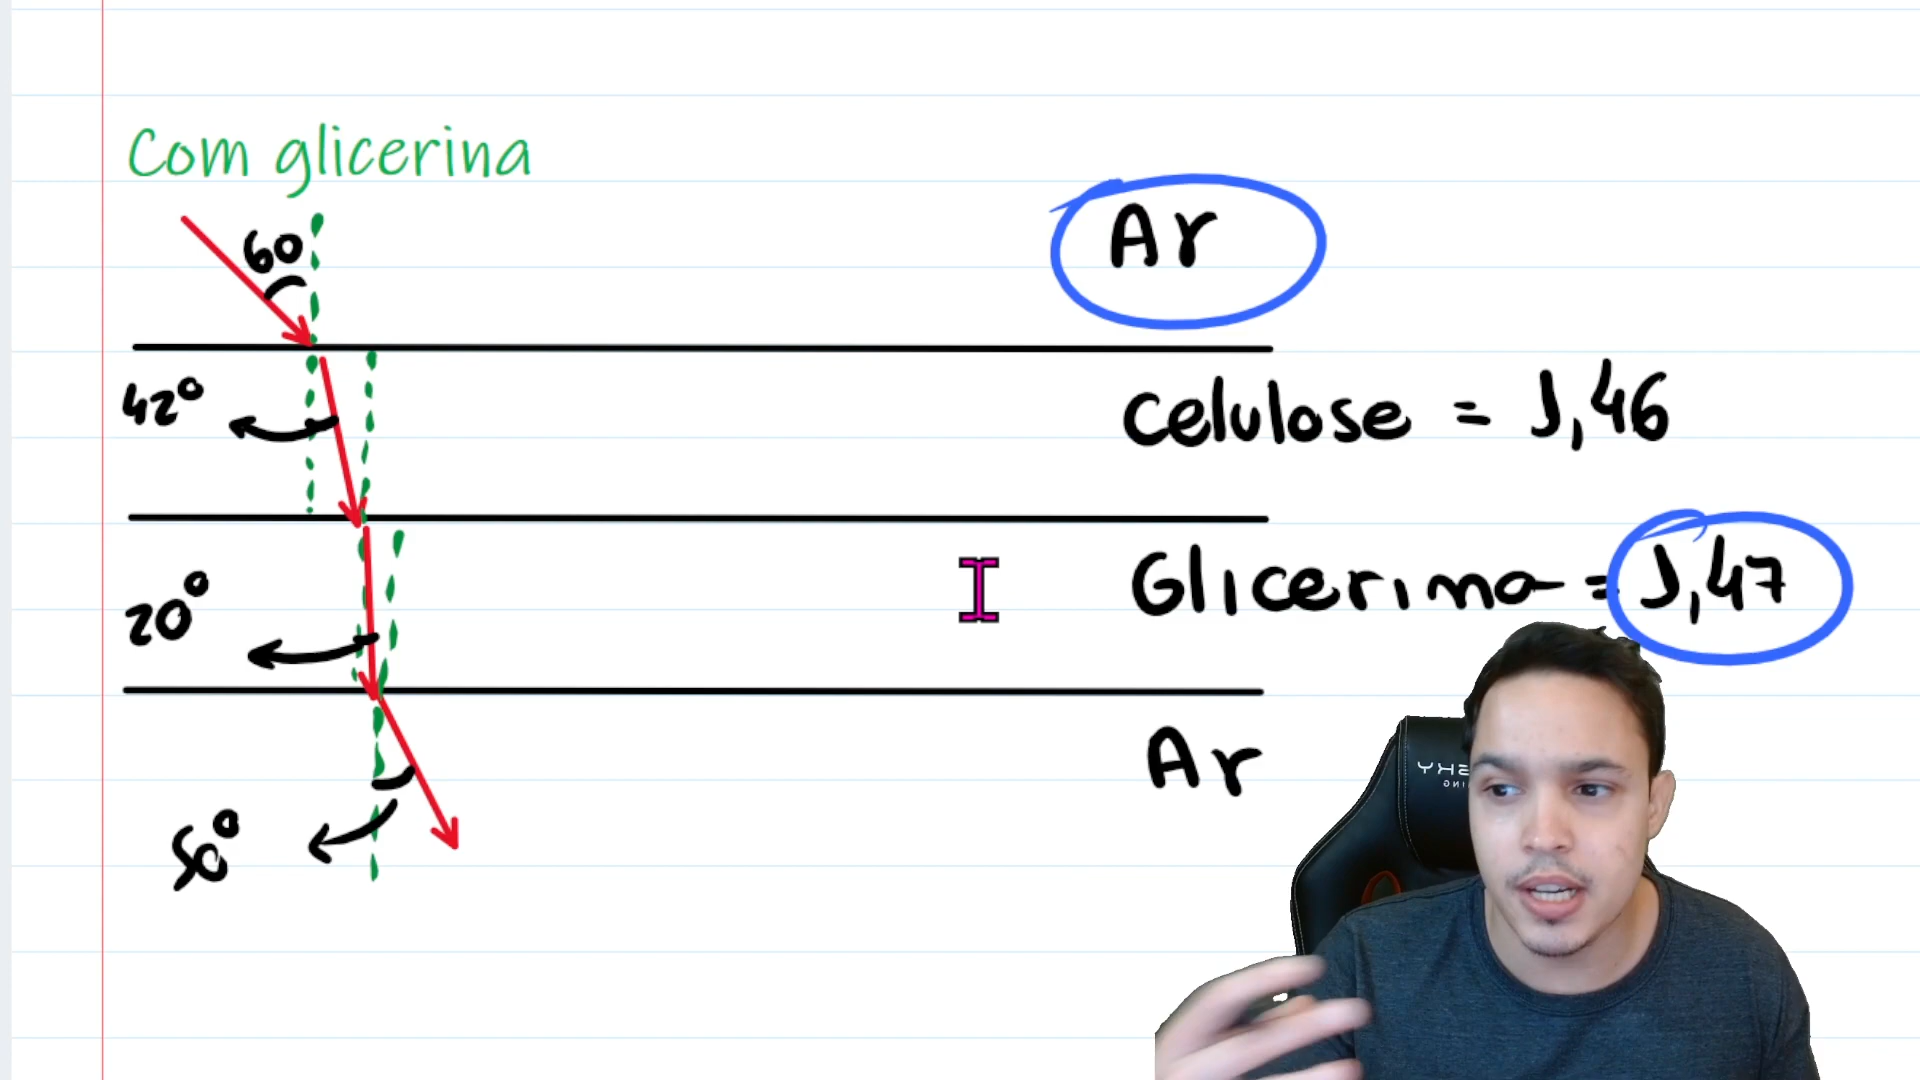 Com glicerina
60
Ar
42°
Celulose = 1,46
20°
Glicerina = 1,47
Ar
50°